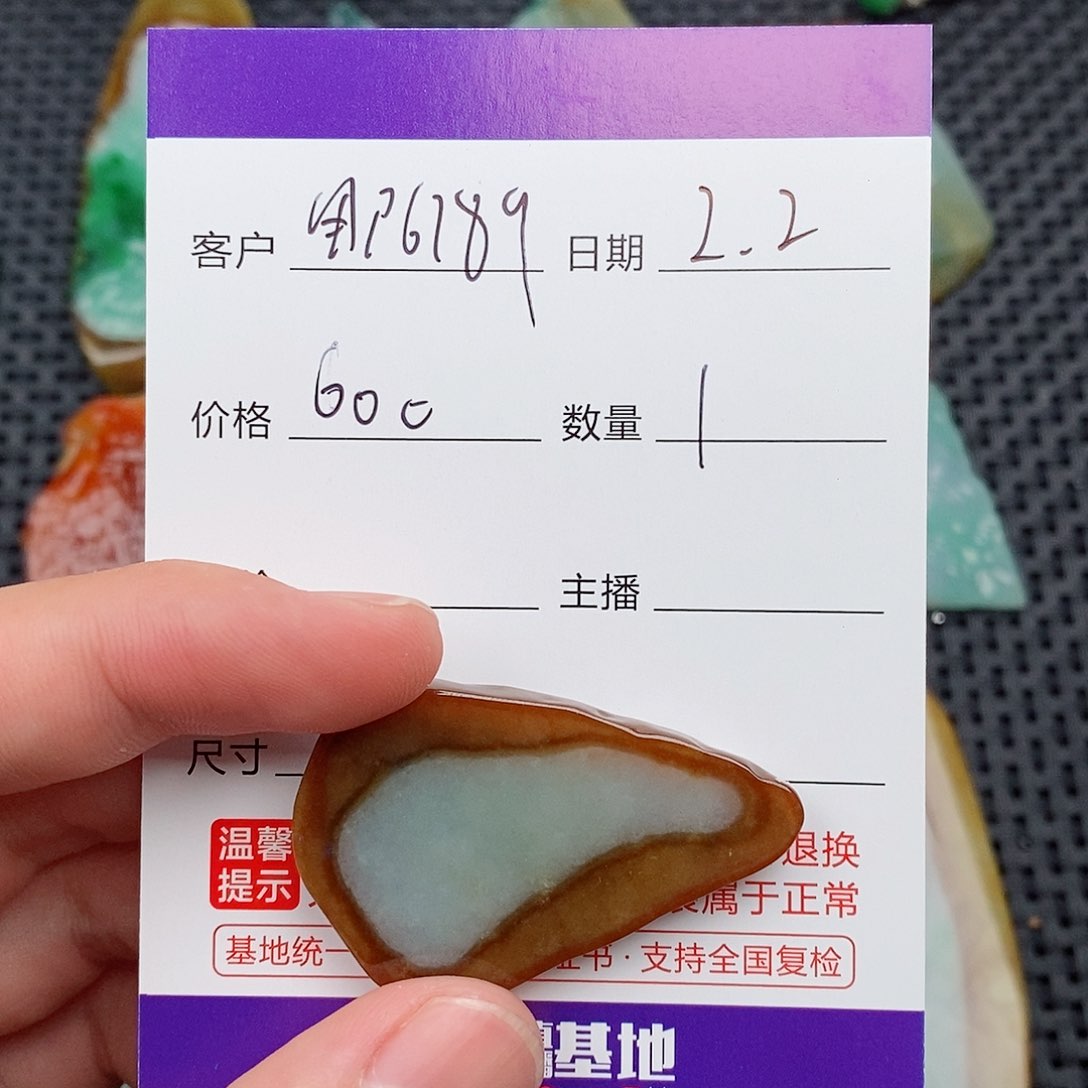 客户 用户6789 日期 2.2
价格 600 数量 1
主播
尺寸
温馨 退换
提示 属于正常
基地统一 证书·支持全国复检
基地